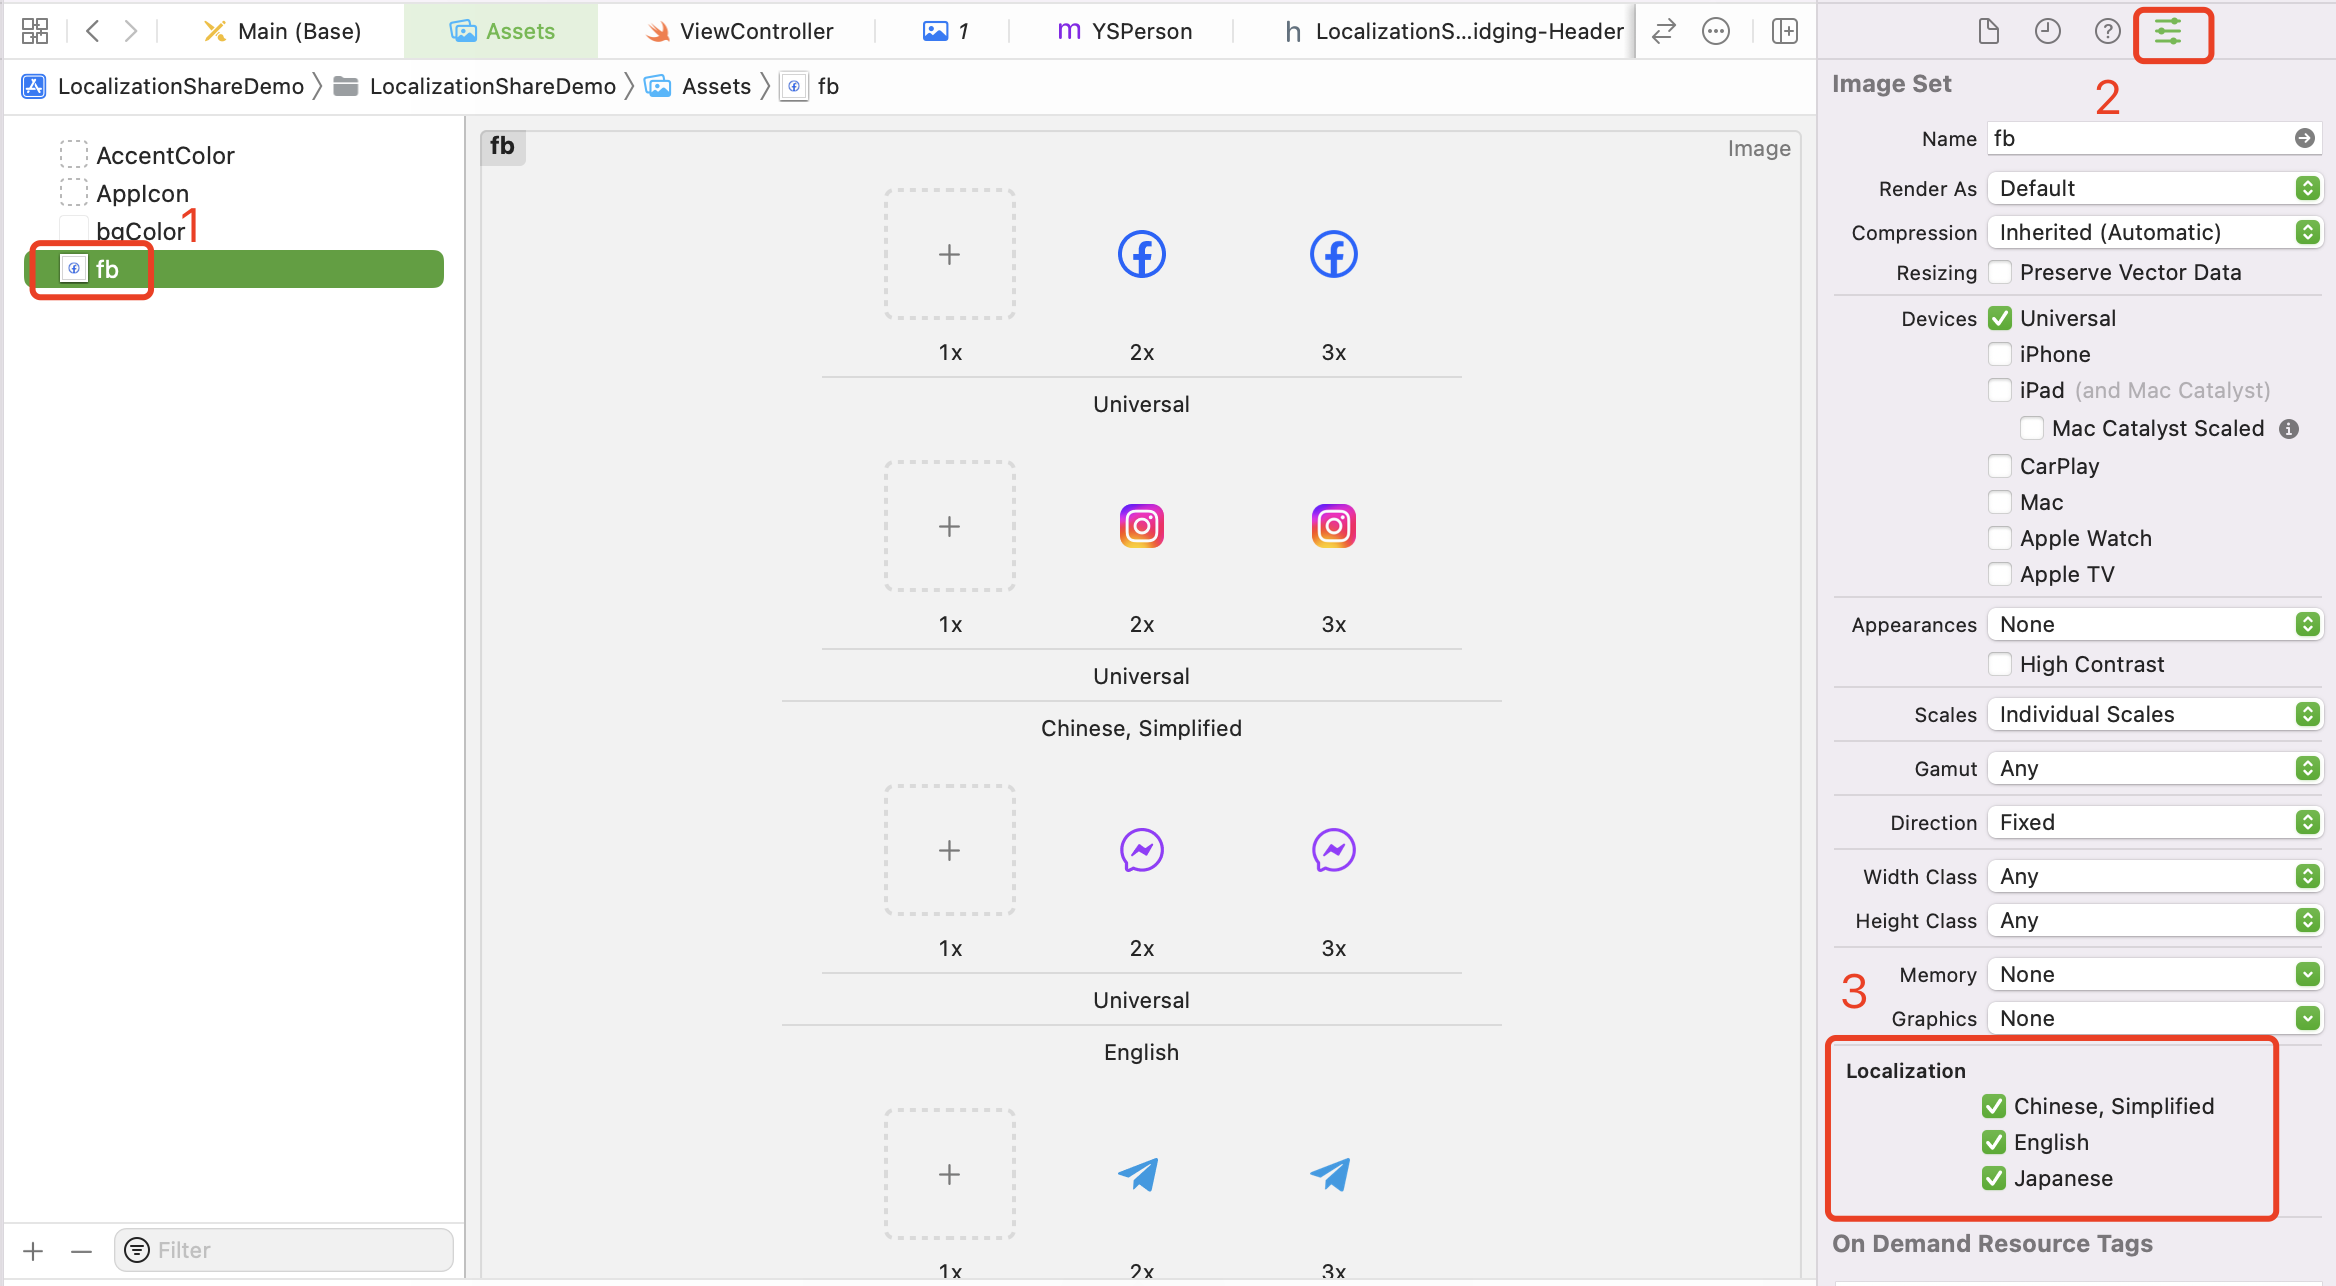 Main (Base)
Assets
ViewController
1
m YSPerson
h LocalizationS...idging-Header
LocalizationShareDemo
LocalizationShareDemo
Assets
fb
AccentColor
AppIcon
bgColor
1
fb
Filter
fb
Image
1x 2x 3x
Universal
1x 2x 3x
Universal
Chinese, Simplified
1x 2x 3x
Universal
English
1x 2x 3x
2
Image Set
Name fb
Render As Default
Compression Inherited (Automatic)
Resizing Preserve Vector Data
Devices Universal
iPhone
iPad (and Mac Catalyst)
Mac Catalyst Scaled
CarPlay
Mac
Apple Watch
Apple TV
Appearances None
High Contrast
Scales Individual Scales
Gamut Any
Direction Fixed
Width Class Any
Height Class Any
Memory None
3
Graphics None
Localization
Chinese, Simplified
English
Japanese
On Demand Resource Tags